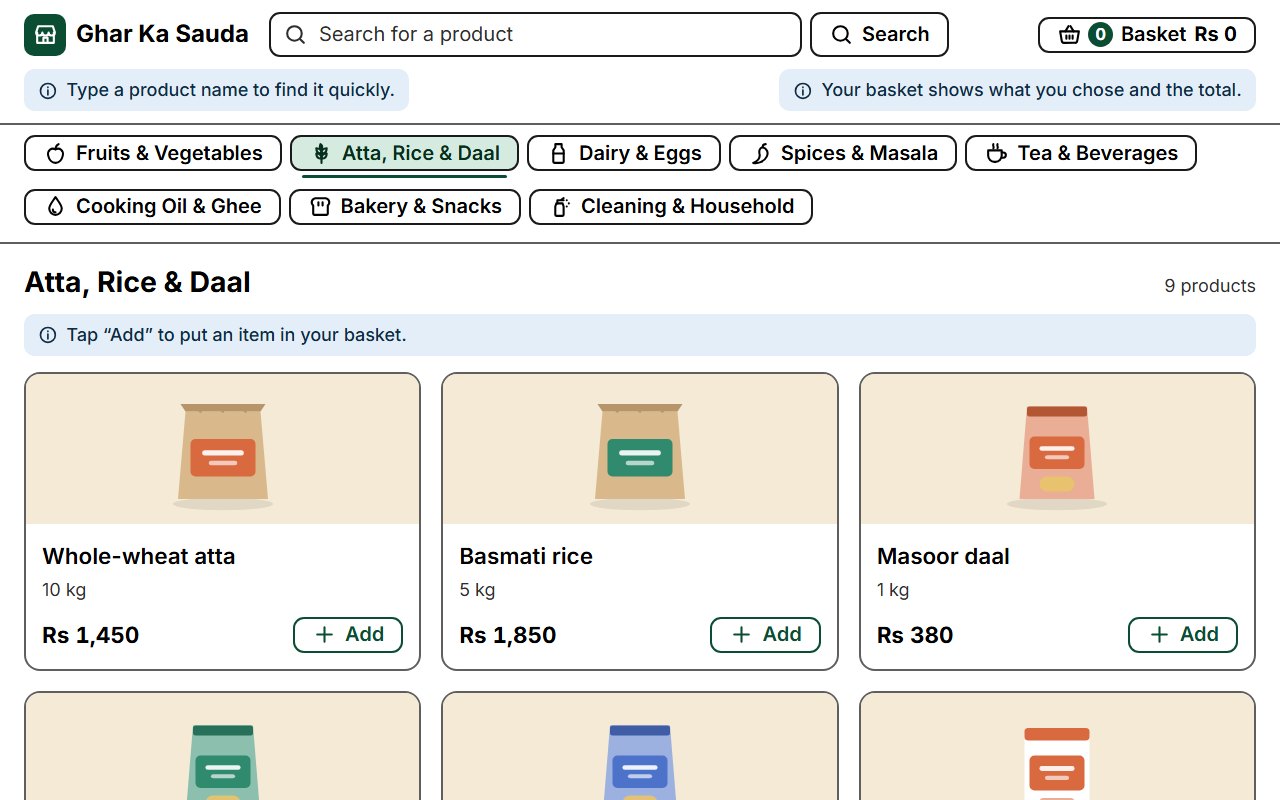 Ghar Ka Sauda
Search for a product
Search
0 Basket Rs 0
Type a product name to find it quickly.
Your basket shows what you chose and the total.
Fruits & Vegetables
Atta, Rice & Daal
Dairy & Eggs
Spices & Masala
Tea & Beverages
Cooking Oil & Ghee
Bakery & Snacks
Cleaning & Household
Atta, Rice & Daal
9 products
Tap “Add” to put an item in your basket.
Whole-wheat atta
10 kg
Rs 1,450
Add
Basmati rice
5 kg
Rs 1,850
Add
Masoor daal
1 kg
Rs 380
Add